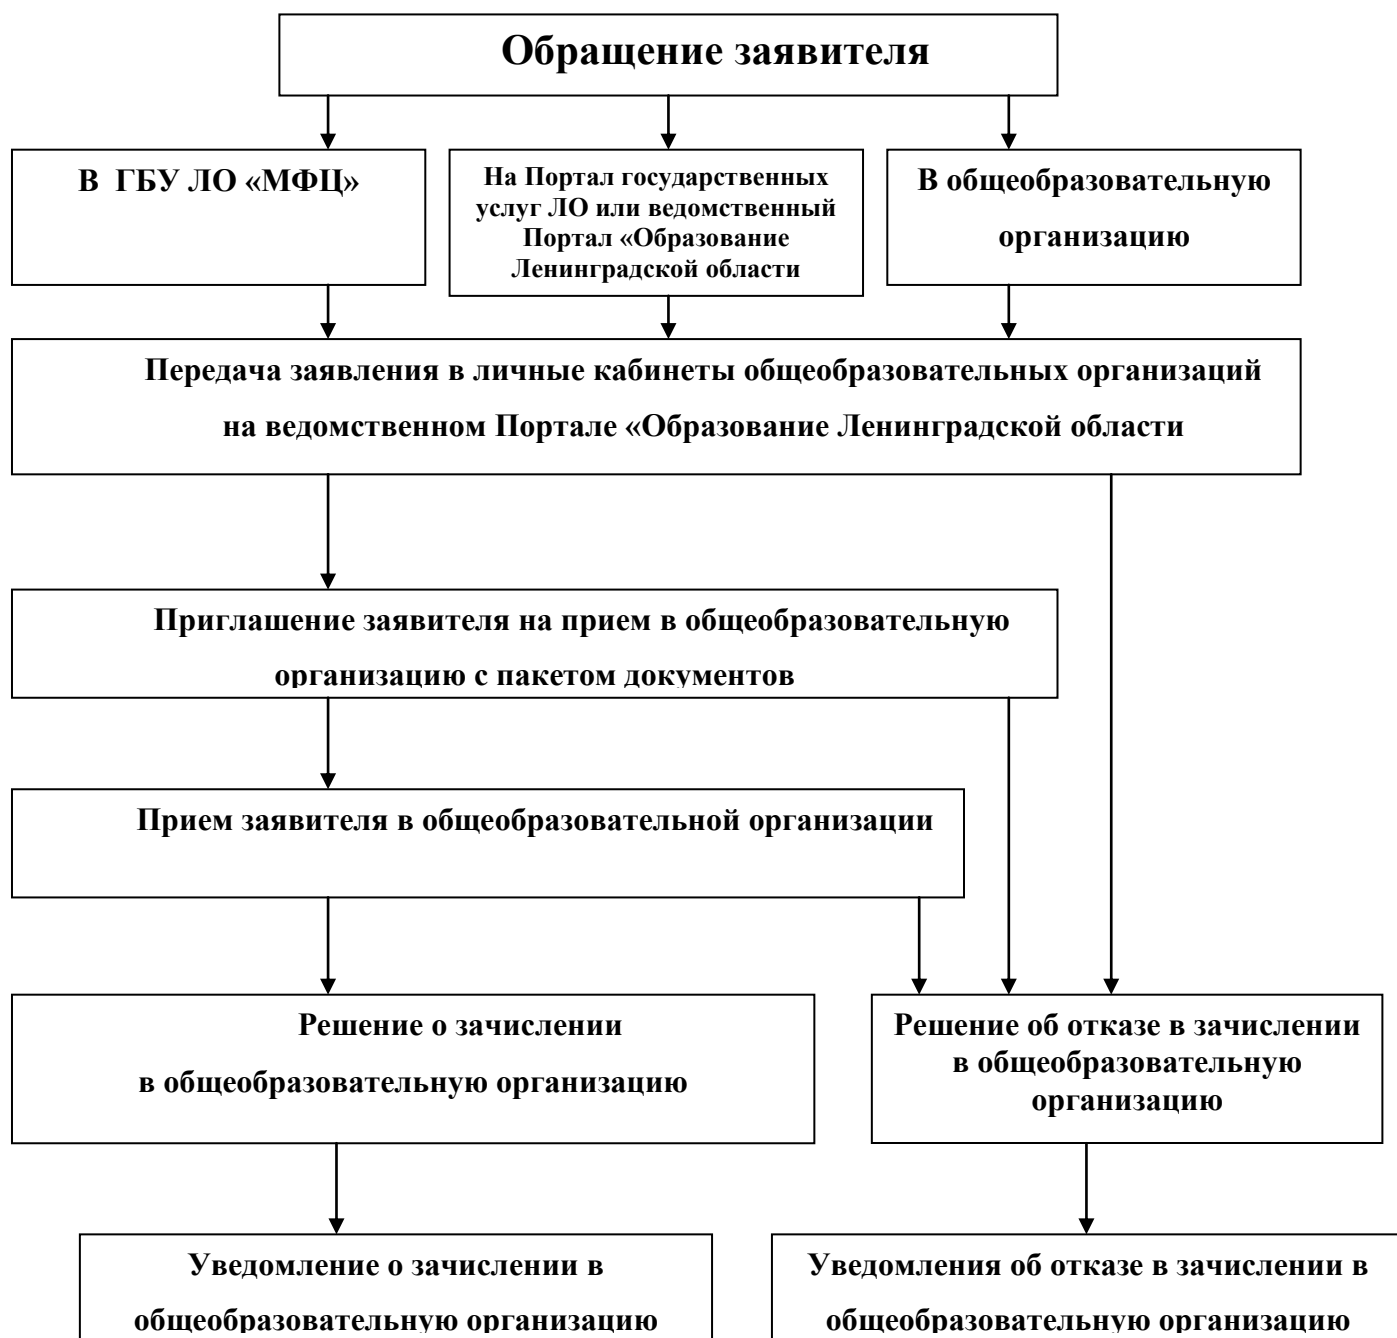 Обращение заявителя
В ГБУ ЛО «МФЦ»
На Портал государственных
услуг ЛО или ведомственный
Портал «Образование
Ленинградской области
В общеобразовательную
организацию
Передача заявления в личные кабинеты общеобразовательных организаций
на ведомственном Портале «Образование Ленинградской области
Приглашение заявителя на прием в общеобразовательную
организацию с пакетом документов
Прием заявителя в общеобразовательной организации
Решение о зачислении
в общеобразовательную организацию
Решение об отказе в зачислении
в общеобразовательную
организацию
Уведомление о зачислении в
общеобразовательную организацию
Уведомления об отказе в зачислении в
общеобразовательную организацию